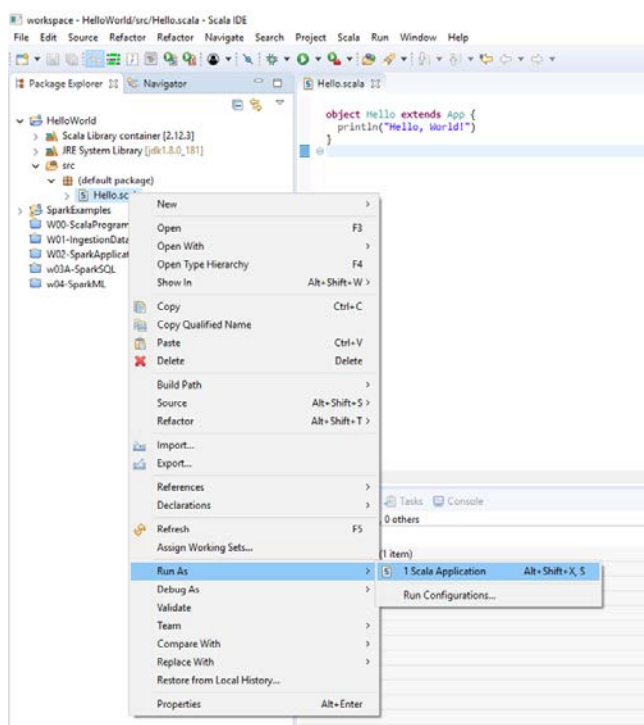 workspace - HelloWorld/src/Hello.scala - Scala IDE
File Edit Source Refactor Refactor Navigate Search Project Scala Run Window Help
Package Explorer Navigator
Hello.scala
HelloWorld
Scala Library container [2.12.3]
JRE System Library [jdk1.8.0_181]
src
(default package)
Hello.sc
SparkExamples
W00-ScalaProgram
W01-IngestionData
W02-SparkApplicat
w03A-SparkSQL
w04-SparkML
object Hello extends App {
println("Hello, World!")
}
New
Open F3
Open With
Open Type Hierarchy F4
Show In Alt+Shift+W
Copy Ctrl+C
Copy Qualified Name
Paste Ctrl+V
Delete Delete
Build Path
Source Alt+Shift+S
Refactor Alt+Shift+T
Import...
Export...
References
Declarations
Refresh F5
Assign Working Sets...
Run As
Debug As
Validate
Team
Compare With
Replace With
Restore from Local History...
Properties Alt+Enter
Tasks Console
, 0 others
(1 item)
1 Scala Application Alt+Shift+X, S
Run Configurations...